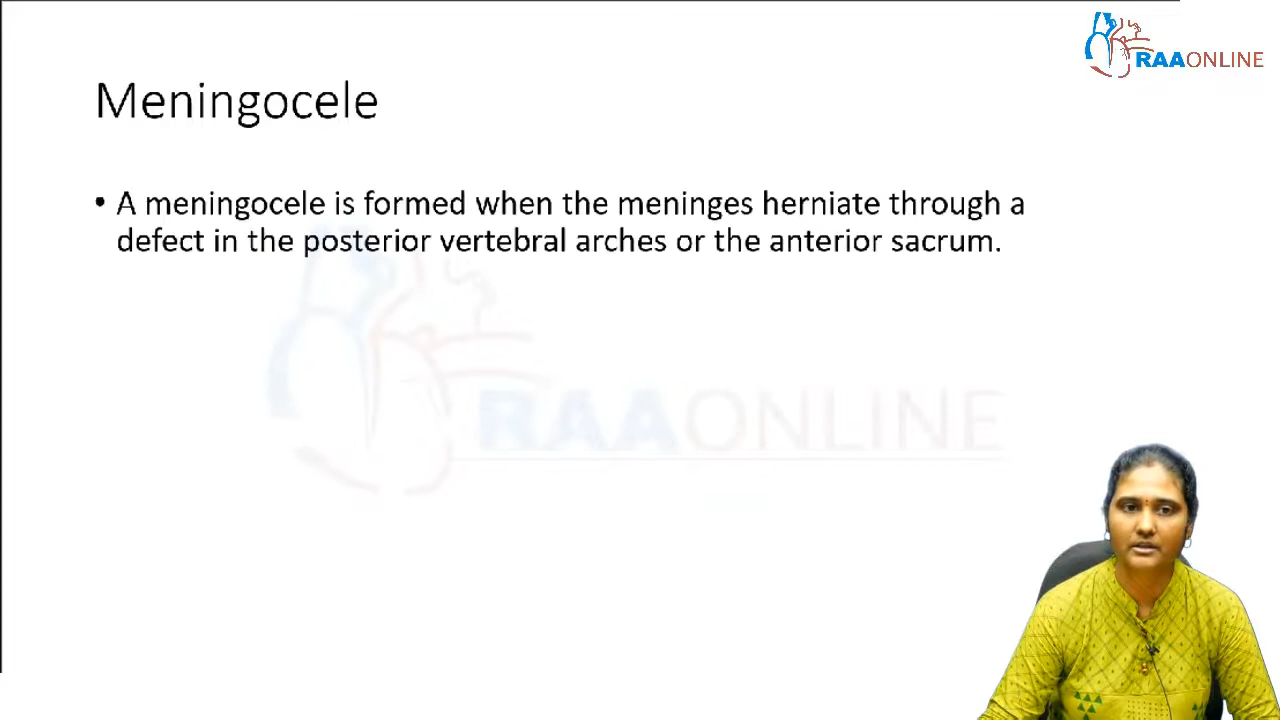 RAAONLINE
Meningocele
• A meningocele is formed when the meninges herniate through a
defect in the posterior vertebral arches or the anterior sacrum.
RAAONLINE